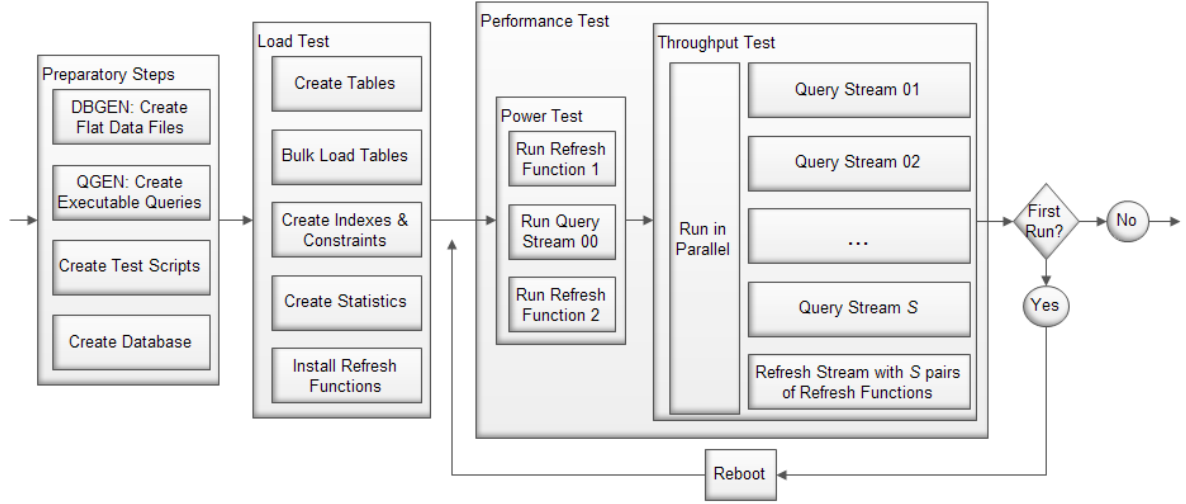 Preparatory Steps
DBGEN: Create
Flat Data Files
QGEN: Create
Executable Queries
Create Test Scripts
Create Database
Load Test
Create Tables
Bulk Load Tables
Create Indexes &
Constraints
Create Statistics
Install Refresh
Functions
Performance Test
Power Test
Run Refresh
Function 1
Run Query
Stream 00
Run Refresh
Function 2
Throughput Test
Run in
Parallel
Query Stream 01
Query Stream 02
...
Query Stream S
Refresh Stream with S pairs
of Refresh Functions
First
Run?
No
Yes
Reboot